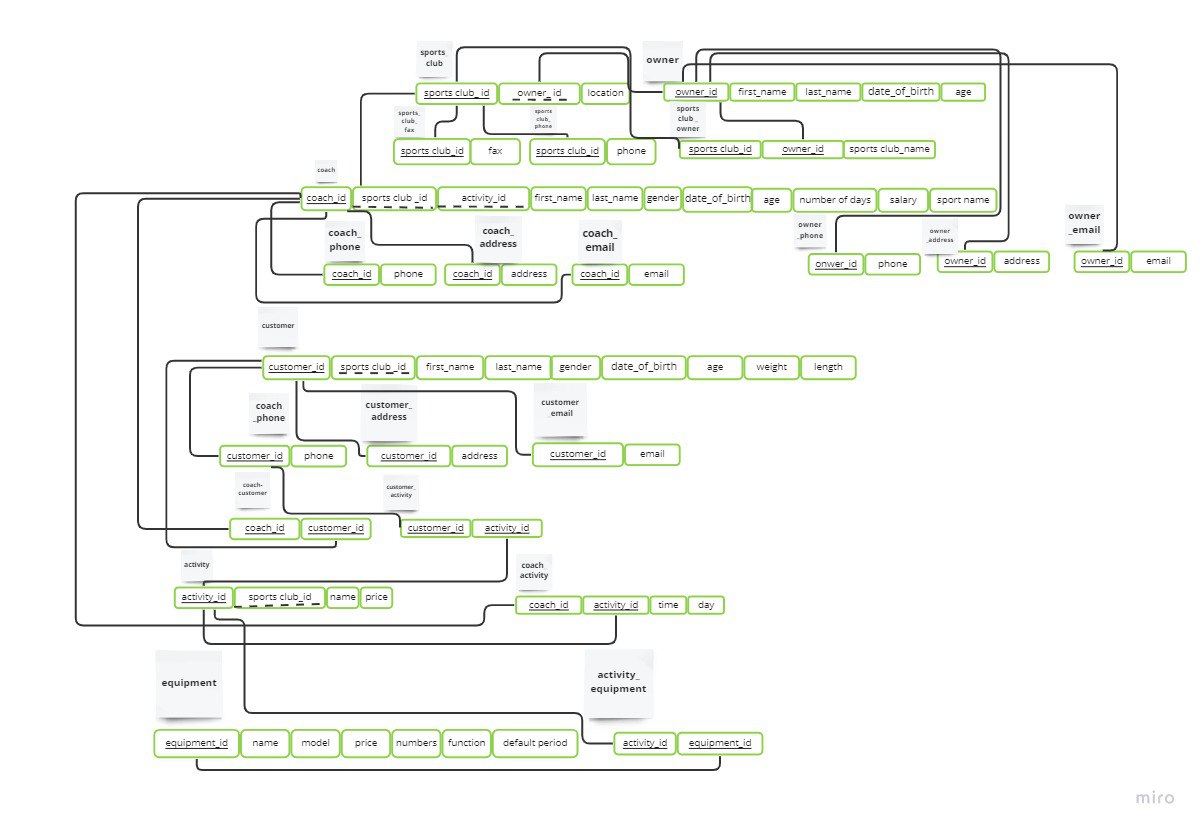 sports
club
owner
sports club_id owner_id location
owner_id first_name last_name date_of_birth age
sports_
club_
fax
sports
club_
phone
sports
club_
owner
sports club_id fax
sports club_id phone
sports club_id owner_id sports club_name
coach
coach_id sports club _id activity_id first_name last_name gender date_of_birth age number of days salary sport name
coach_
phone
coach_
address
coach_
email
owner
_phone
owner
_address
owner
_email
coach_id phone
coach_id address
coach_id email
onwer_id phone
owner_id address
owner_id email
customer
customer_id sports club_id first_name last_name gender date_of_birth age weight length
coach
_phone
customer_
address
customer
email
customer_id phone
customer_id address
customer_id email
coach-
customer
customer_
activity
coach_id customer_id
customer_id activity_id
activity
coach
activity
activity_id sports club_id name price
coach_id activity_id time day
equipment
activity_
equipment
equipment_id name model price numbers function default period
activity_id equipment_id
miro